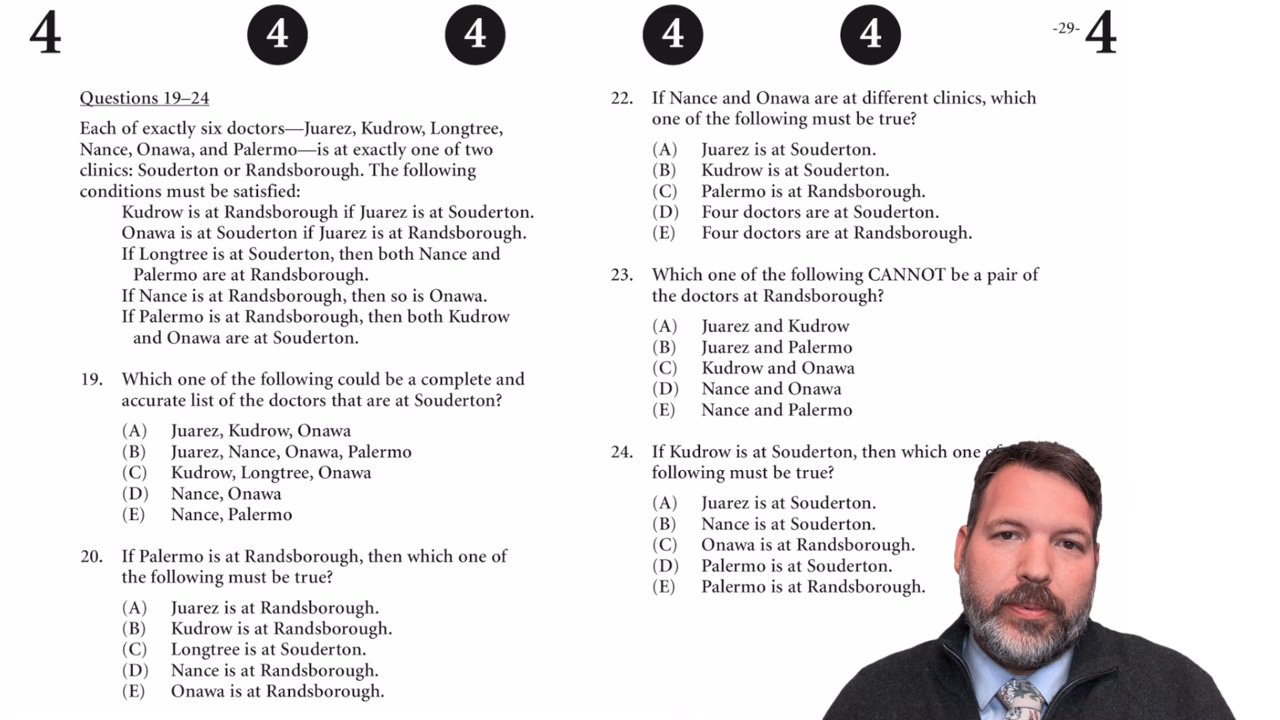 4 4 4 4 4 -29- 4
Questions 19–24
Each of exactly six doctors—Juarez, Kudrow, Longtree,
Nance, Onawa, and Palermo—is at exactly one of two
clinics: Souderton or Randsborough. The following
conditions must be satisfied:
Kudrow is at Randsborough if Juarez is at Souderton.
Onawa is at Souderton if Juarez is at Randsborough.
If Longtree is at Souderton, then both Nance and
Palermo are at Randsborough.
If Nance is at Randsborough, then so is Onawa.
If Palermo is at Randsborough, then both Kudrow
and Onawa are at Souderton.
19. Which one of the following could be a complete and
accurate list of the doctors that are at Souderton?
(A) Juarez, Kudrow, Onawa
(B) Juarez, Nance, Onawa, Palermo
(C) Kudrow, Longtree, Onawa
(D) Nance, Onawa
(E) Nance, Palermo
20. If Palermo is at Randsborough, then which one of
the following must be true?
(A) Juarez is at Randsborough.
(B) Kudrow is at Randsborough.
(C) Longtree is at Souderton.
(D) Nance is at Randsborough.
(E) Onawa is at Randsborough.
22. If Nance and Onawa are at different clinics, which
one of the following must be true?
(A) Juarez is at Souderton.
(B) Kudrow is at Souderton.
(C) Palermo is at Randsborough.
(D) Four doctors are at Souderton.
(E) Four doctors are at Randsborough.
23. Which one of the following CANNOT be a pair of
the doctors at Randsborough?
(A) Juarez and Kudrow
(B) Juarez and Palermo
(C) Kudrow and Onawa
(D) Nance and Onawa
(E) Nance and Palermo
24. If Kudrow is at Souderton, then which one
following must be true?
(A) Juarez is at Souderton.
(B) Nance is at Souderton.
(C) Onawa is at Randsborough.
(D) Palermo is at Souderton.
(E) Palermo is at Randsborough.